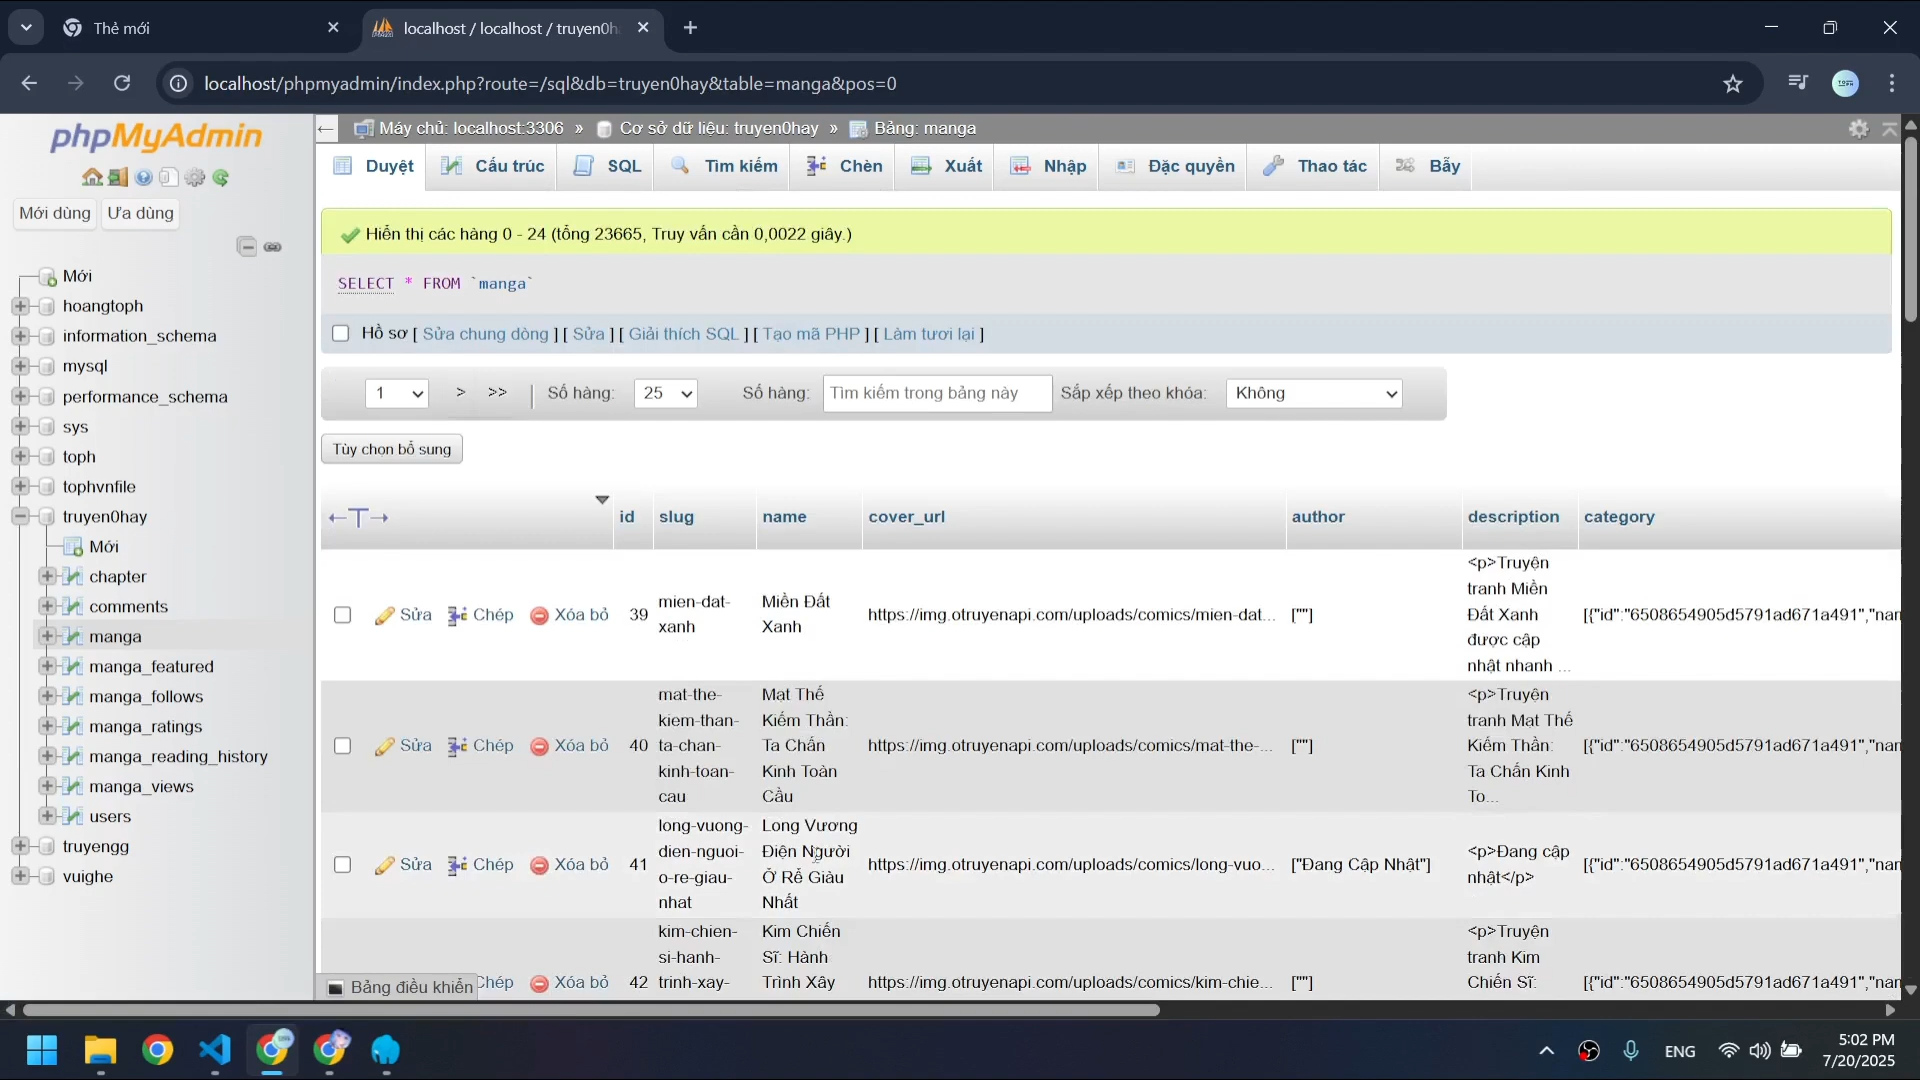 Thẻ mới
localhost / localhost / truyen0h
localhost/phpmyadmin/index.php?route=/sql&db=truyen0hay&table=manga&pos=0
phpMyAdmin
Mới dùng
Ưa dùng
Mới
hoangtoph
information_schema
mysql
performance_schema
sys
toph
tophvnfile
truyen0hay
Mới
chapter
comments
manga
manga_featured
manga_follows
manga_ratings
manga_reading_history
manga_views
users
truyengg
vuighe
Máy chủ: localhost:3306 » Cơ sở dữ liệu: truyen0hay » Bảng: manga
Duyệt Cấu trúc SQL Tìm kiếm Chèn Xuất Nhập Đặc quyền Thao tác Bẫy
Hiển thị các hàng 0 - 24 (tổng 23665, Truy vấn cần 0,0022 giây.)
SELECT * FROM `manga`
Hồ sơ [ Sửa chung dòng ] [ Sửa ] [ Giải thích SQL ] [ Tạo mã PHP ] [ Làm tươi lại ]
1 > >> | Số hàng: 25 Số hàng: Tìm kiếm trong bảng này Sắp xếp theo khóa: Không
Tùy chọn bổ sung
←T→ id slug name cover_url author description category
Sửa Chép Xóa bỏ 39
mien-dat-
xanh
Miền Đất
Xanh
https://img.otruyenapi.com/uploads/comics/mien-dat...
[""]
<p>Truyện
tranh Miền
Đất Xanh
được cập
nhật nhanh ...
[{"id":"6508654905d5791ad671a491","nan
Sửa Chép Xóa bỏ 40
mat-the-
kiem-than-
ta-chan-
kinh-toan-
cau
Mạt Thế
Kiếm Thần:
Ta Chấn
Kinh Toàn
Cầu
https://img.otruyenapi.com/uploads/comics/mat-the-...
[""]
<p>Truyện
tranh Mạt Thế
Kiếm Thần:
Ta Chấn Kinh
To...
[{"id":"6508654905d5791ad671a491","nan
Sửa Chép Xóa bỏ 41
long-vuong-
dien-nguoi-
o-re-giau-
nhat
Long Vương
Điện Người
Ở Rể Giàu
Nhất
https://img.otruyenapi.com/uploads/comics/long-vuo...
["Đang Cập Nhật"]
<p>Đang cập
nhật</p>
[{"id":"6508654905d5791ad671a491","nan
Chép Xóa bỏ 42
kim-chien-
si-hanh-
trinh-xay-
Kim Chiến
Sĩ: Hành
Trình Xây
https://img.otruyenapi.com/uploads/comics/kim-chie...
[""]
<p>Truyện
tranh Kim
Chiến Sĩ:
[{"id":"6508654905d5791ad671a491","nan
Bảng điều khiển
ENG
5:02 PM
7/20/2025